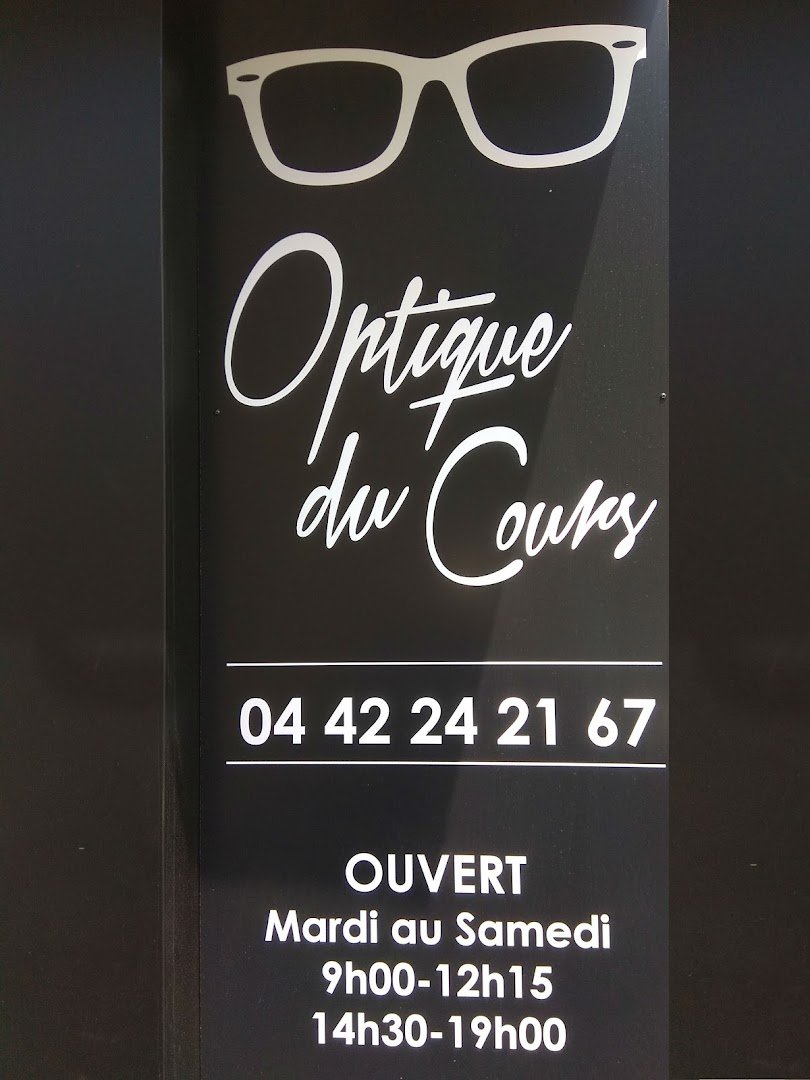 Optique
du Cours
04 42 24 21 67
OUVERT
Mardi au Samedi
9h00-12h15
14h30-19h00